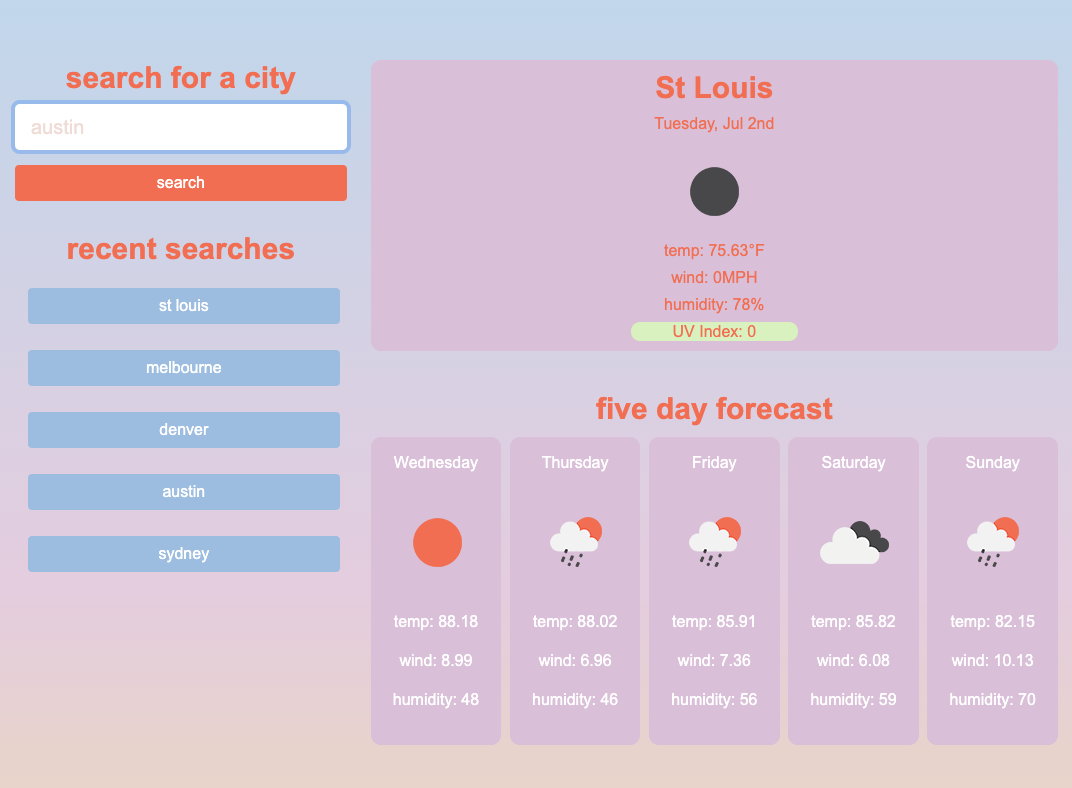 search for a city
austin
search
recent searches
st louis
melbourne
denver
austin
sydney
St Louis
Tuesday, Jul 2nd
temp: 75.63°F
wind: 0MPH
humidity: 78%
UV Index: 0
five day forecast
Wednesday
temp: 88.18
wind: 8.99
humidity: 48
Thursday
temp: 88.02
wind: 6.96
humidity: 46
Friday
temp: 85.91
wind: 7.36
humidity: 56
Saturday
temp: 85.82
wind: 6.08
humidity: 59
Sunday
temp: 82.15
wind: 10.13
humidity: 70